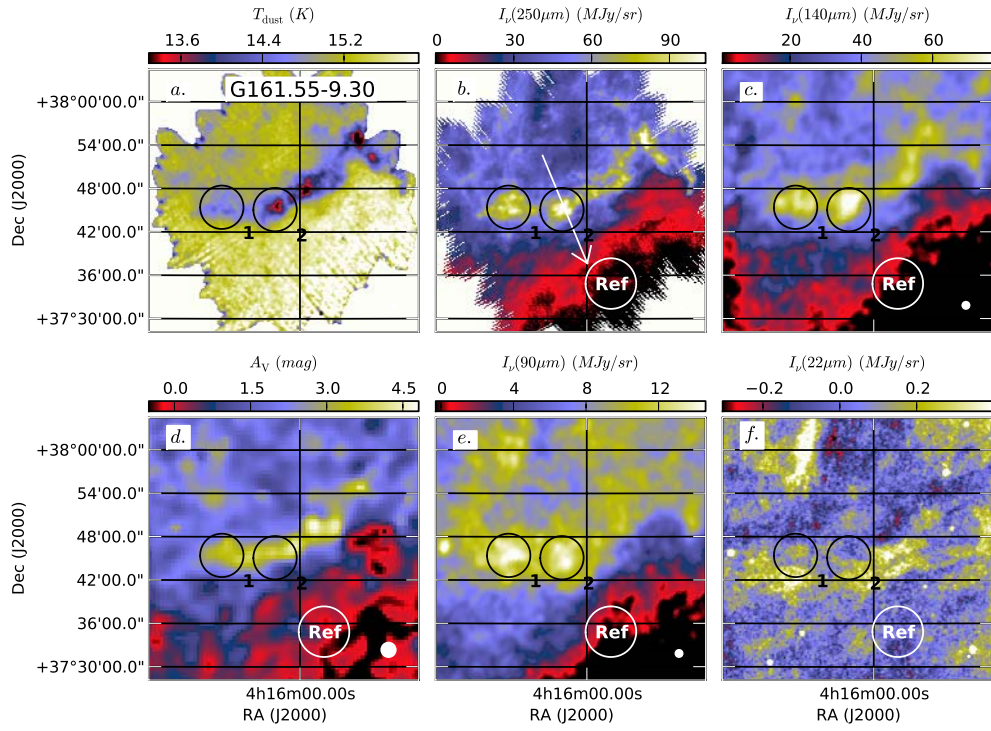 T_dust (K)
I_ν(250μm) (MJy/sr)
I_ν(140μm) (MJy/sr)
13.6 14.4 15.2
0 30 60 90
20 40 60
a. G161.55-9.30
b.
c.
+38°00'00.0"
54'00.0"
48'00.0"
42'00.0"
36'00.0"
+37°30'00.0"
Dec (J2000)
1 2
1 2
1 2
Ref
Ref
A_V (mag)
I_ν(90μm) (MJy/sr)
I_ν(22μm) (MJy/sr)
0.0 1.5 3.0 4.5
0 4 8 12
−0.2 0.0 0.2
d.
e.
f.
+38°00'00.0"
54'00.0"
48'00.0"
42'00.0"
36'00.0"
+37°30'00.0"
Dec (J2000)
1 2
1 2
1 2
Ref
Ref
Ref
4h16m00.00s
4h16m00.00s
4h16m00.00s
RA (J2000)
RA (J2000)
RA (J2000)